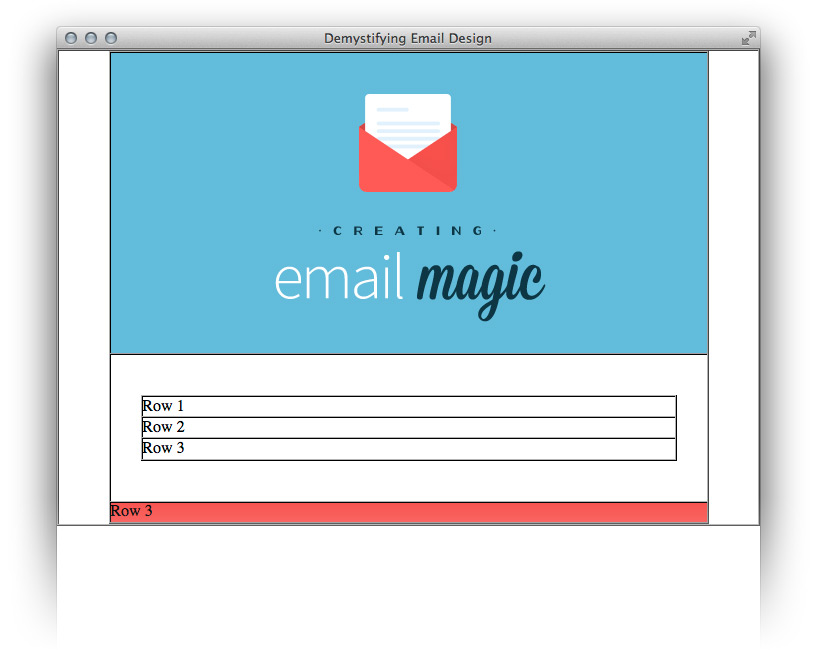 Demystifying Email Design
· CREATING ·
email magic
Row 1
Row 2
Row 3
Row 3